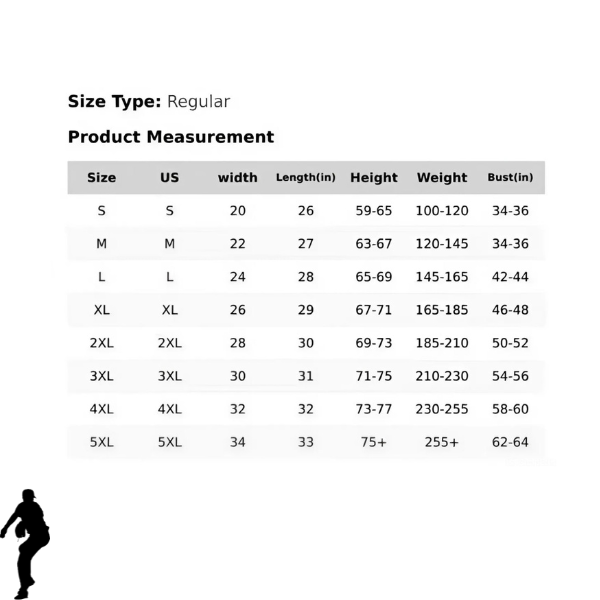 Size Type: Regular
Product Measurement
Size US width Length(in) Height Weight Bust(in)
S S 20 26 59-65 100-120 34-36
M M 22 27 63-67 120-145 34-36
L L 24 28 65-69 145-165 42-44
XL XL 26 29 67-71 165-185 46-48
2XL 2XL 28 30 69-73 185-210 50-52
3XL 3XL 30 31 71-75 210-230 54-56
4XL 4XL 32 32 73-77 230-255 58-60
5XL 5XL 34 33 75+ 255+ 62-64